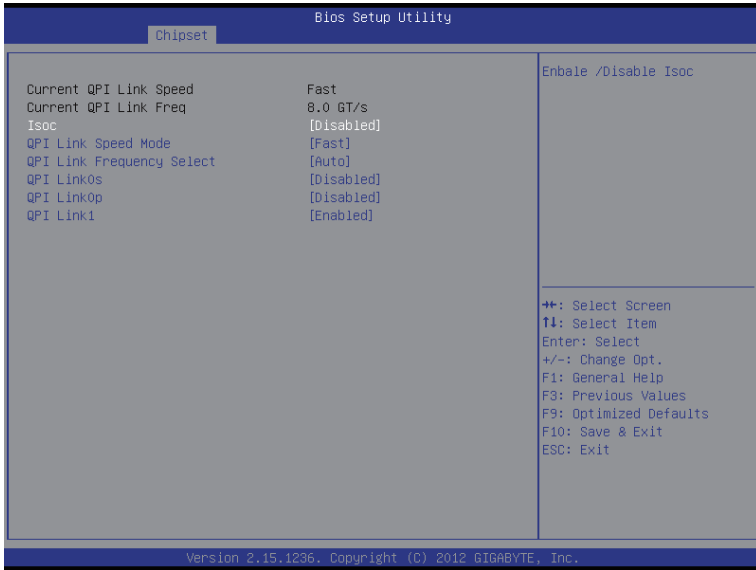 Bios Setup Utility
Chipset
Current QPI Link Speed Fast
Current QPI Link Freq 8.0 GT/s
Isoc [Disabled]
QPI Link Speed Mode [Fast]
QPI Link Frequency Select [Auto]
QPI Link0s [Disabled]
QPI Link0p [Disabled]
QPI Link1 [Enabled]
Enbale /Disable Isoc
→←: Select Screen
↑↓: Select Item
Enter: Select
+/-: Change Opt.
F1: General Help
F3: Previous Values
F9: Optimized Defaults
F10: Save & Exit
ESC: Exit
Version 2.15.1236. Copyright (C) 2012 GIGABYTE, Inc.